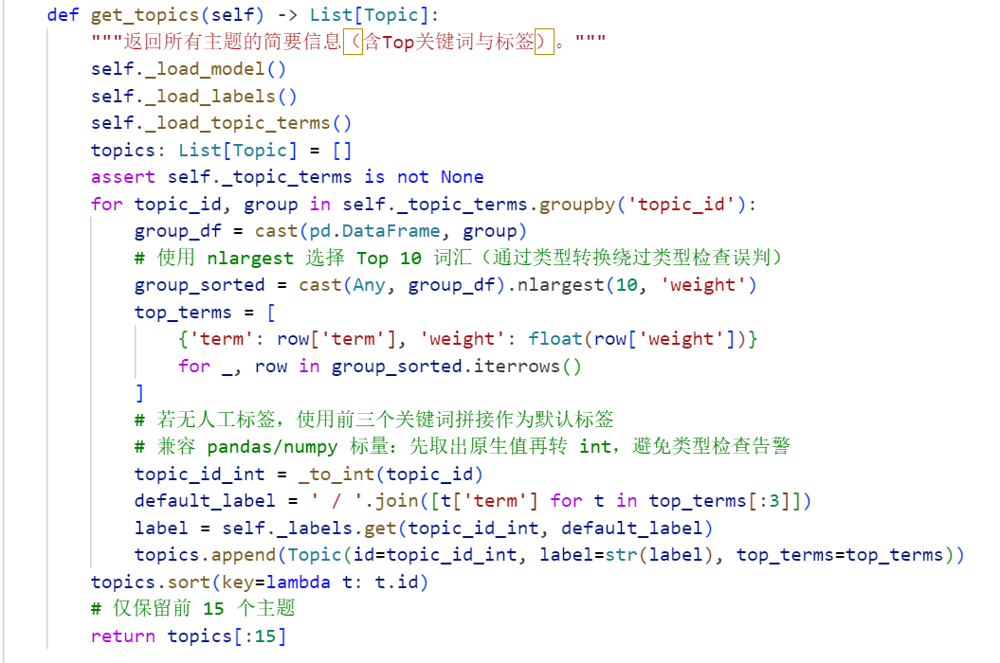 def get_topics(self) -> List[Topic]:
    """返回所有主题的简要信息（含Top关键词与标签）。"""
    self._load_model()
    self._load_labels()
    self._load_topic_terms()
    topics: List[Topic] = []
    assert self._topic_terms is not None
    for topic_id, group in self._topic_terms.groupby('topic_id'):
        group_df = cast(pd.DataFrame, group)
        # 使用 nlargest 选择 Top 10 词汇（通过类型转换绕过类型检查误判）
        group_sorted = cast(Any, group_df).nlargest(10, 'weight')
        top_terms = [
            {'term': row['term'], 'weight': float(row['weight'])}
            for _, row in group_sorted.iterrows()
        ]
        # 若无人工标签，使用前三个关键词拼接作为默认标签
        # 兼容 pandas/numpy 标量：先取出原生值再转 int，避免类型检查告警
        topic_id_int = _to_int(topic_id)
        default_label = ' / '.join([t['term'] for t in top_terms[:3]])
        label = self._labels.get(topic_id_int, default_label)
        topics.append(Topic(id=topic_id_int, label=str(label), top_terms=top_terms))
    topics.sort(key=lambda t: t.id)
    # 仅保留前 15 个主题
    return topics[:15]